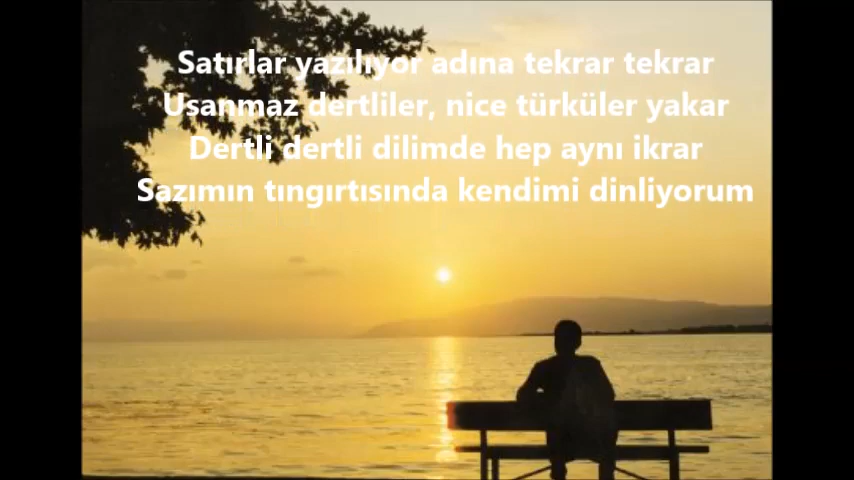 Satırlar yazılıyor adına tekrar tekrar
Usanmaz dertliler, nice türküler yakar
Dertli dertli dilimde hep aynı ikrar
Sazımın tıngırtısında kendimi dinliyorum